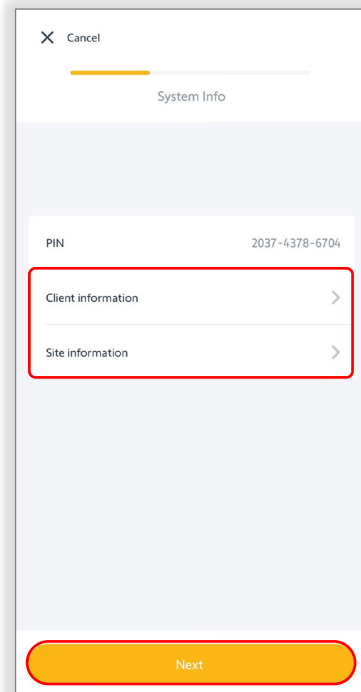 Cancel
System Info
PIN 2037-4378-6704
Client information
Site information
Next